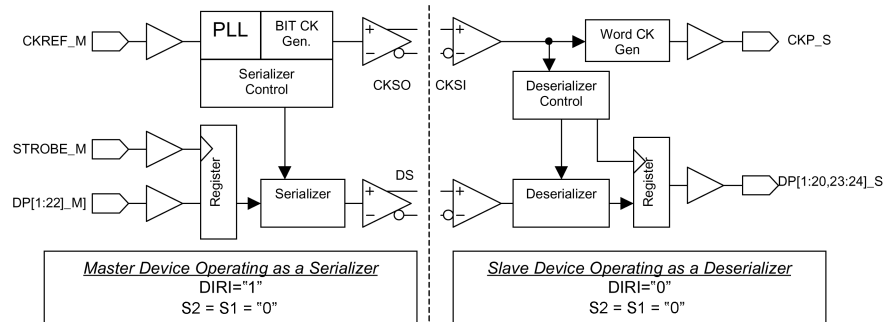 CKREF_M
PLL
BIT CK
Gen.
Serializer
Control
CKSO
CKSI
Word CK
Gen
CKP_S
Deserializer
Control
STROBE_M
Register
DP[1:22]_M]
Serializer
DS
Deserializer
Register
DP[1:20,23:24]_S
Master Device Operating as a Serializer
DIRI="1"
S2 = S1 = "0"
Slave Device Operating as a Deserializer
DIRI="0"
S2 = S1 = "0"